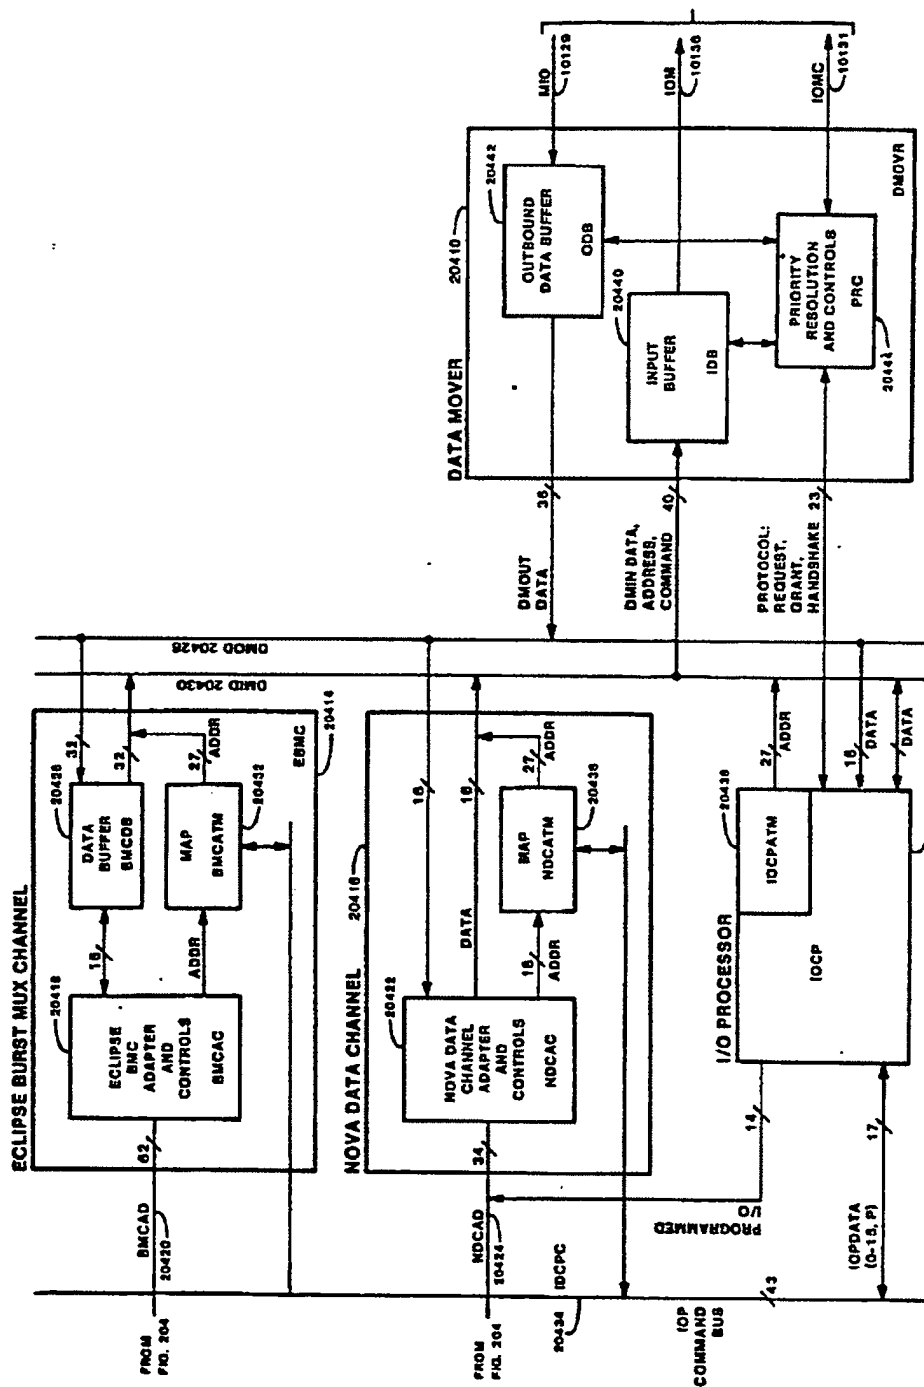 ECLIPSE BURST MUX CHANNEL
FROM
FIG. 204
BMCAD
20420
62
20418
ECLIPSE
BMC
ADAPTER
AND
CONTROLS
BMCAC
16
ADDR
20426
DATA
BUFFER
BMCDB
MAP
BMCATM
20432
32
32
27
ADDR
EBMC
20414
NOVA DATA CHANNEL
FROM
FIG. 204
NDCAD
20424
34
20416
20422
NOVA DATA
CHANNEL
ADAPTER
AND
CONTROLS
NDCAC
16
DATA
16
16
ADDR
MAP
NDCATM
20436
27
ADDR
IOCPC
20434
IOP
COMMAND
BUS
43
PROGRAMMED
I/O
14
IOPDATA
(0-15, P)
17
I/O PROCESSOR
IOCP
IOCPATM
20438
27
ADDR
16
DATA
DATA
DMID 20430
DMOD 20428
DMOUT
DATA
36
DMIN DATA,
ADDRESS,
COMMAND
40
PROTOCOL:
REQUEST,
GRANT,
HANDSHAKE
23
DATA MOVER
20410
OUTBOUND
DATA BUFFER
ODB
20442
20440
INPUT
BUFFER
IDB
PRIORITY
RESOLUTION
AND CONTROLS
PRC
20444
DMOVR
MIO
10129
IOM
10136
IOMC
10131